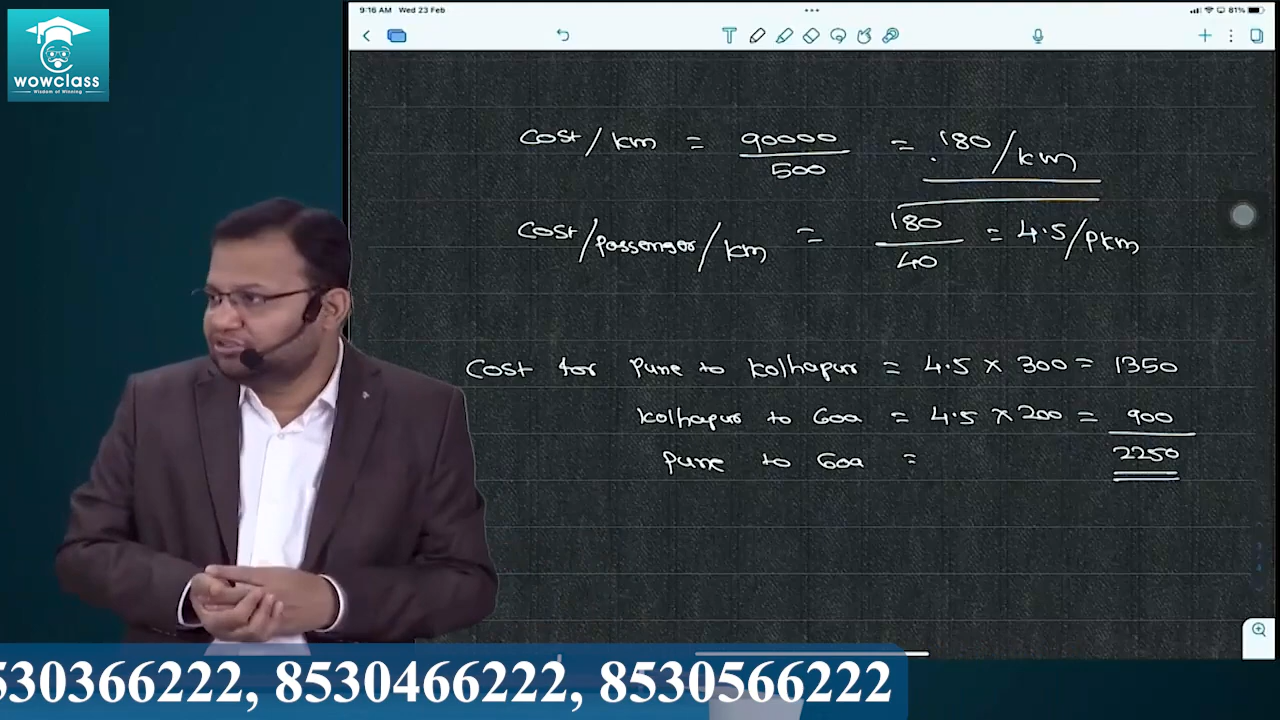 9:16 AM Wed 23 Feb
81%
wowclass
Wisdom of Winning
T
Cost/km = 90000/500 = 180/km
Cost/passenger/km = 180/40 = 4.5/pkm
Cost for Pune to Kolhapur = 4.5 × 300 = 1350
Kolhapur to Goa = 4.5 × 200 = 900
Pune to Goa = 2250
530366222, 8530466222, 8530566222